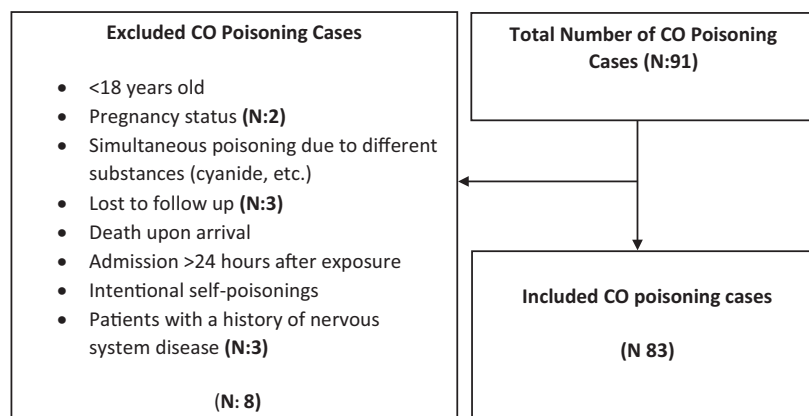 Excluded CO Poisoning Cases
• <18 years old
• Pregnancy status (N:2)
• Simultaneous poisoning due to different
substances (cyanide, etc.)
• Lost to follow up (N:3)
• Death upon arrival
• Admission >24 hours after exposure
• Intentional self-poisonings
• Patients with a history of nervous
system disease (N:3)
(N: 8)
Total Number of CO Poisoning
Cases (N:91)
Included CO poisoning cases
(N 83)